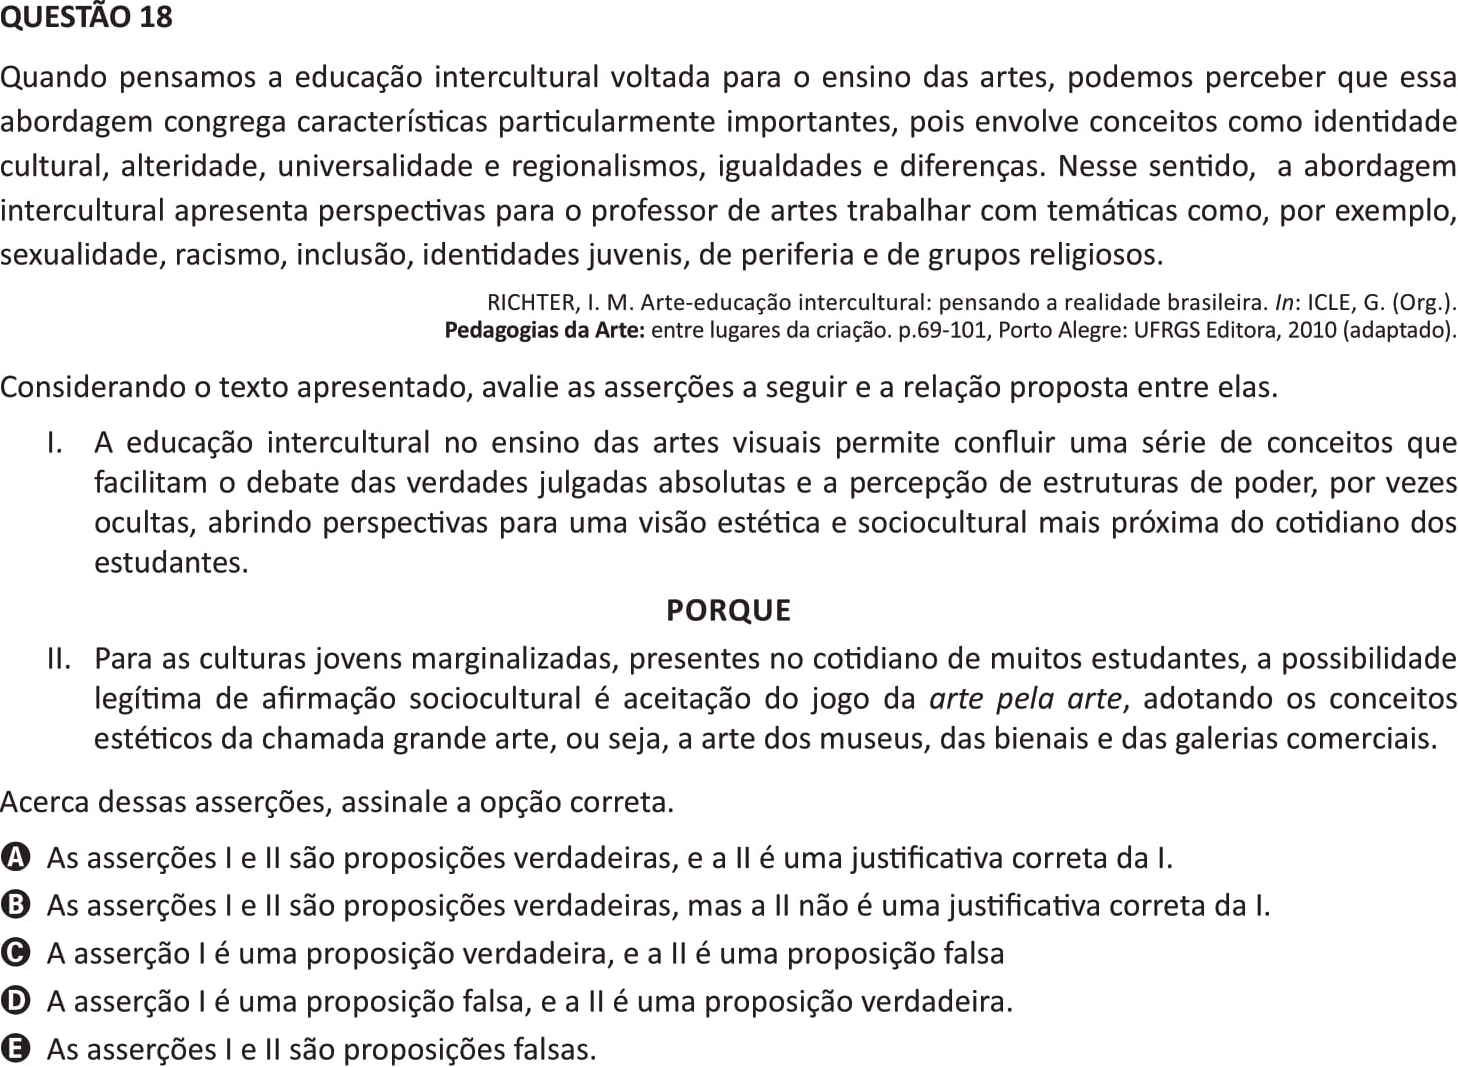 QUESTÃO 18
Quando pensamos a educação intercultural voltada para o ensino das artes, podemos perceber que essa
abordagem congrega características particularmente importantes, pois envolve conceitos como identidade
cultural, alteridade, universalidade e regionalismos, igualdades e diferenças. Nesse sentido, a abordagem
intercultural apresenta perspectivas para o professor de artes trabalhar com temáticas como, por exemplo,
sexualidade, racismo, inclusão, identidades juvenis, de periferia e de grupos religiosos.
RICHTER, I. M. Arte-educação intercultural: pensando a realidade brasileira. In: ICLE, G. (Org.).
Pedagogias da Arte: entre lugares da criação. p.69-101, Porto Alegre: UFRGS Editora, 2010 (adaptado).
Considerando o texto apresentado, avalie as asserções a seguir e a relação proposta entre elas.
I. A educação intercultural no ensino das artes visuais permite confluir uma série de conceitos que
facilitam o debate das verdades julgadas absolutas e a percepção de estruturas de poder, por vezes
ocultas, abrindo perspectivas para uma visão estética e sociocultural mais próxima do cotidiano dos
estudantes.
PORQUE
II. Para as culturas jovens marginalizadas, presentes no cotidiano de muitos estudantes, a possibilidade
legítima de afirmação sociocultural é aceitação do jogo da arte pela arte, adotando os conceitos
estéticos da chamada grande arte, ou seja, a arte dos museus, das bienais e das galerias comerciais.
Acerca dessas asserções, assinale a opção correta.
A As asserções I e II são proposições verdadeiras, e a II é uma justificativa correta da I.
B As asserções I e II são proposições verdadeiras, mas a II não é uma justificativa correta da I.
C A asserção I é uma proposição verdadeira, e a II é uma proposição falsa
D A asserção I é uma proposição falsa, e a II é uma proposição verdadeira.
E As asserções I e II são proposições falsas.